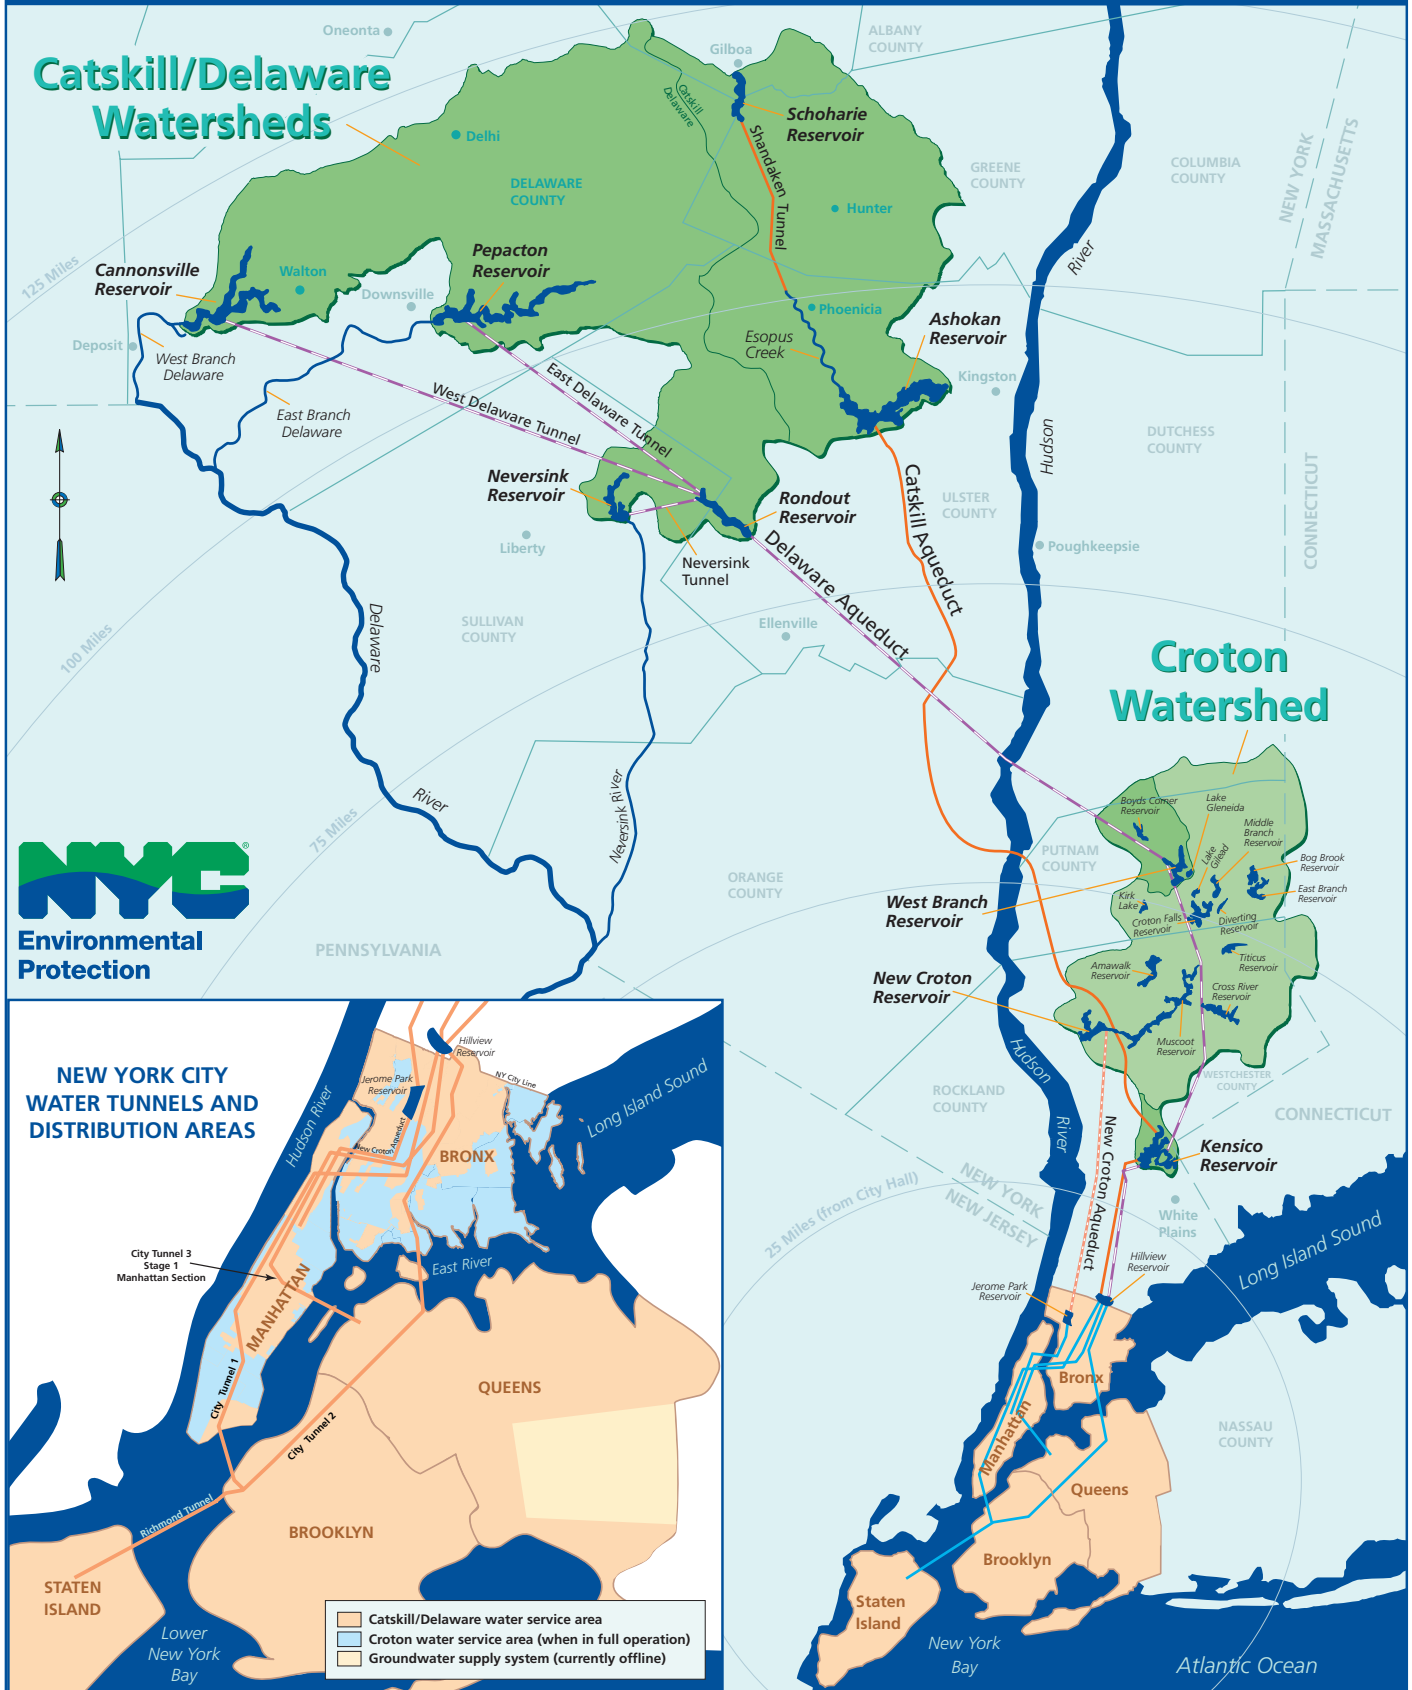 Oneonta
ALBANY
COUNTY
Gilboa
Catskill/Delaware
Watersheds
Catskill
Delaware
Schoharie
Reservoir
Delhi
Shandaken Tunnel
GREENE
COUNTY
COLUMBIA
COUNTY
NEW YORK
MASSACHUSETTS
DELAWARE
COUNTY
Hunter
River
125 Miles
Cannonsville
Reservoir
Walton
Pepacton
Reservoir
Downsville
Phoenicia
Ashokan
Reservoir
Esopus
Creek
Deposit
West Branch
Delaware
Kingston
East Delaware Tunnel
West Delaware Tunnel
East Branch
Delaware
Hudson
DUTCHESS
COUNTY
CONNECTICUT
Neversink
Reservoir
Rondout
Reservoir
Catskill Aqueduct
ULSTER
COUNTY
Liberty
Neversink
Tunnel
Delaware Aqueduct
Poughkeepsie
Delaware
SULLIVAN
COUNTY
Ellenville
100 Miles
Croton
Watershed
River
Neversink River
75 Miles
Boyds Corner
Reservoir
Lake
Gleneida
Middle
Branch
Reservoir
Lake
Gilead
Bog Brook
Reservoir
East Branch
Reservoir
PUTNAM
COUNTY
ORANGE
COUNTY
West Branch
Reservoir
Kirk
Lake
Croton Falls
Reservoir
Diverting
Reservoir
NYC
®
Environmental
Protection
PENNSYLVANIA
New Croton
Reservoir
Amawalk
Reservoir
Titicus
Reservoir
Cross River
Reservoir
Muscoot
Reservoir
Hudson
River
WESTCHESTER
COUNTY
ROCKLAND
COUNTY
CONNECTICUT
New Croton Aqueduct
Kensico
Reservoir
NEW YORK
NEW JERSEY
25 Miles (from City Hall)
White
Plains
Long Island Sound
Hillview
Reservoir
Jerome Park
Reservoir
Bronx
Manhattan
NASSAU
COUNTY
Queens
Brooklyn
Staten
Island
New York
Bay
Atlantic Ocean
NEW YORK CITY
WATER TUNNELS AND
DISTRIBUTION AREAS
Hillview
Reservoir
Jerome Park
Reservoir
NY City Line
Hudson River
Long Island Sound
New Croton Aqueduct
BRONX
City Tunnel 3
Stage 1
Manhattan Section
East River
MANHATTAN
City Tunnel 1
City Tunnel 2
QUEENS
Richmond Tunnel
BROOKLYN
STATEN
ISLAND
Lower
New York
Bay
Catskill/Delaware water service area
Croton water service area (when in full operation)
Groundwater supply system (currently offline)